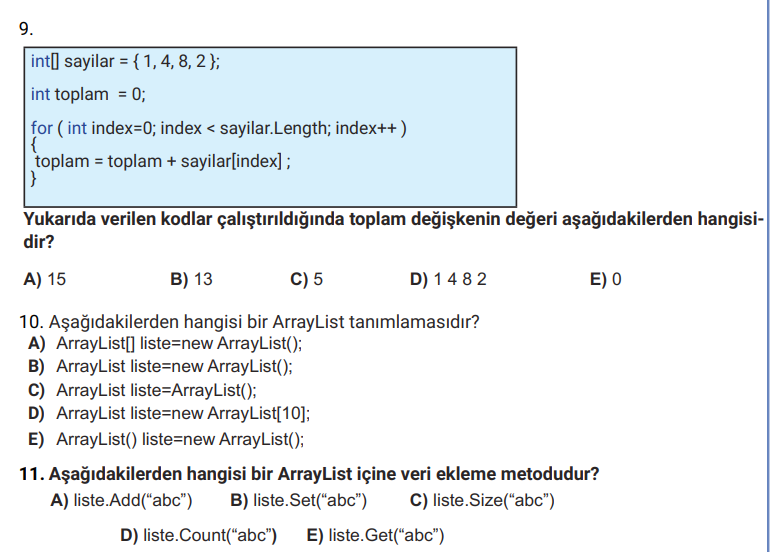 9.
int[] sayilar = { 1, 4, 8, 2 };
int toplam = 0;
for ( int index=0; index < sayilar.Length; index++ )
{
toplam = toplam + sayilar[index] ;
}
Yukarıda verilen kodlar çalıştırıldığında toplam değişkenin değeri aşağıdakilerden hangisi-
dir?
A) 15 B) 13 C) 5 D) 1 4 8 2 E) 0
10. Aşağıdakilerden hangisi bir ArrayList tanımlamasıdır?
A) ArrayList[] liste=new ArrayList();
B) ArrayList liste=new ArrayList();
C) ArrayList liste=ArrayList();
D) ArrayList liste=new ArrayList[10];
E) ArrayList() liste=new ArrayList();
11. Aşağıdakilerden hangisi bir ArrayList içine veri ekleme metodudur?
A) liste.Add(“abc”) B) liste.Set(“abc”) C) liste.Size(“abc”)
D) liste.Count(“abc”) E) liste.Get(“abc”)